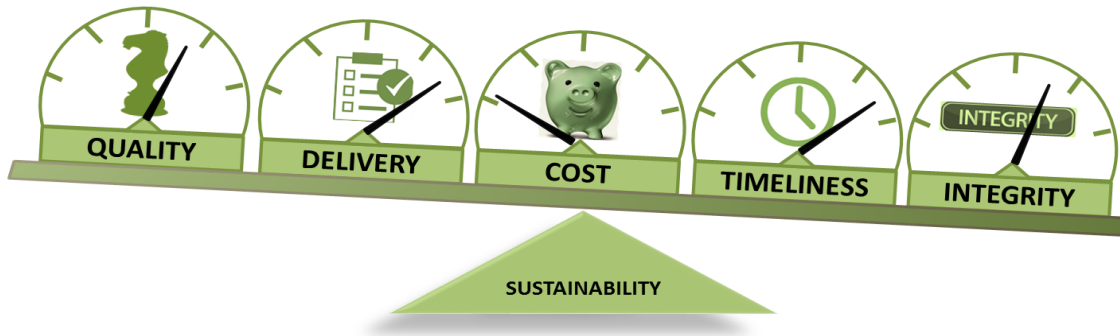 INTEGRITY
QUALITY
DELIVERY
COST
TIMELINESS
INTEGRITY
SUSTAINABILITY